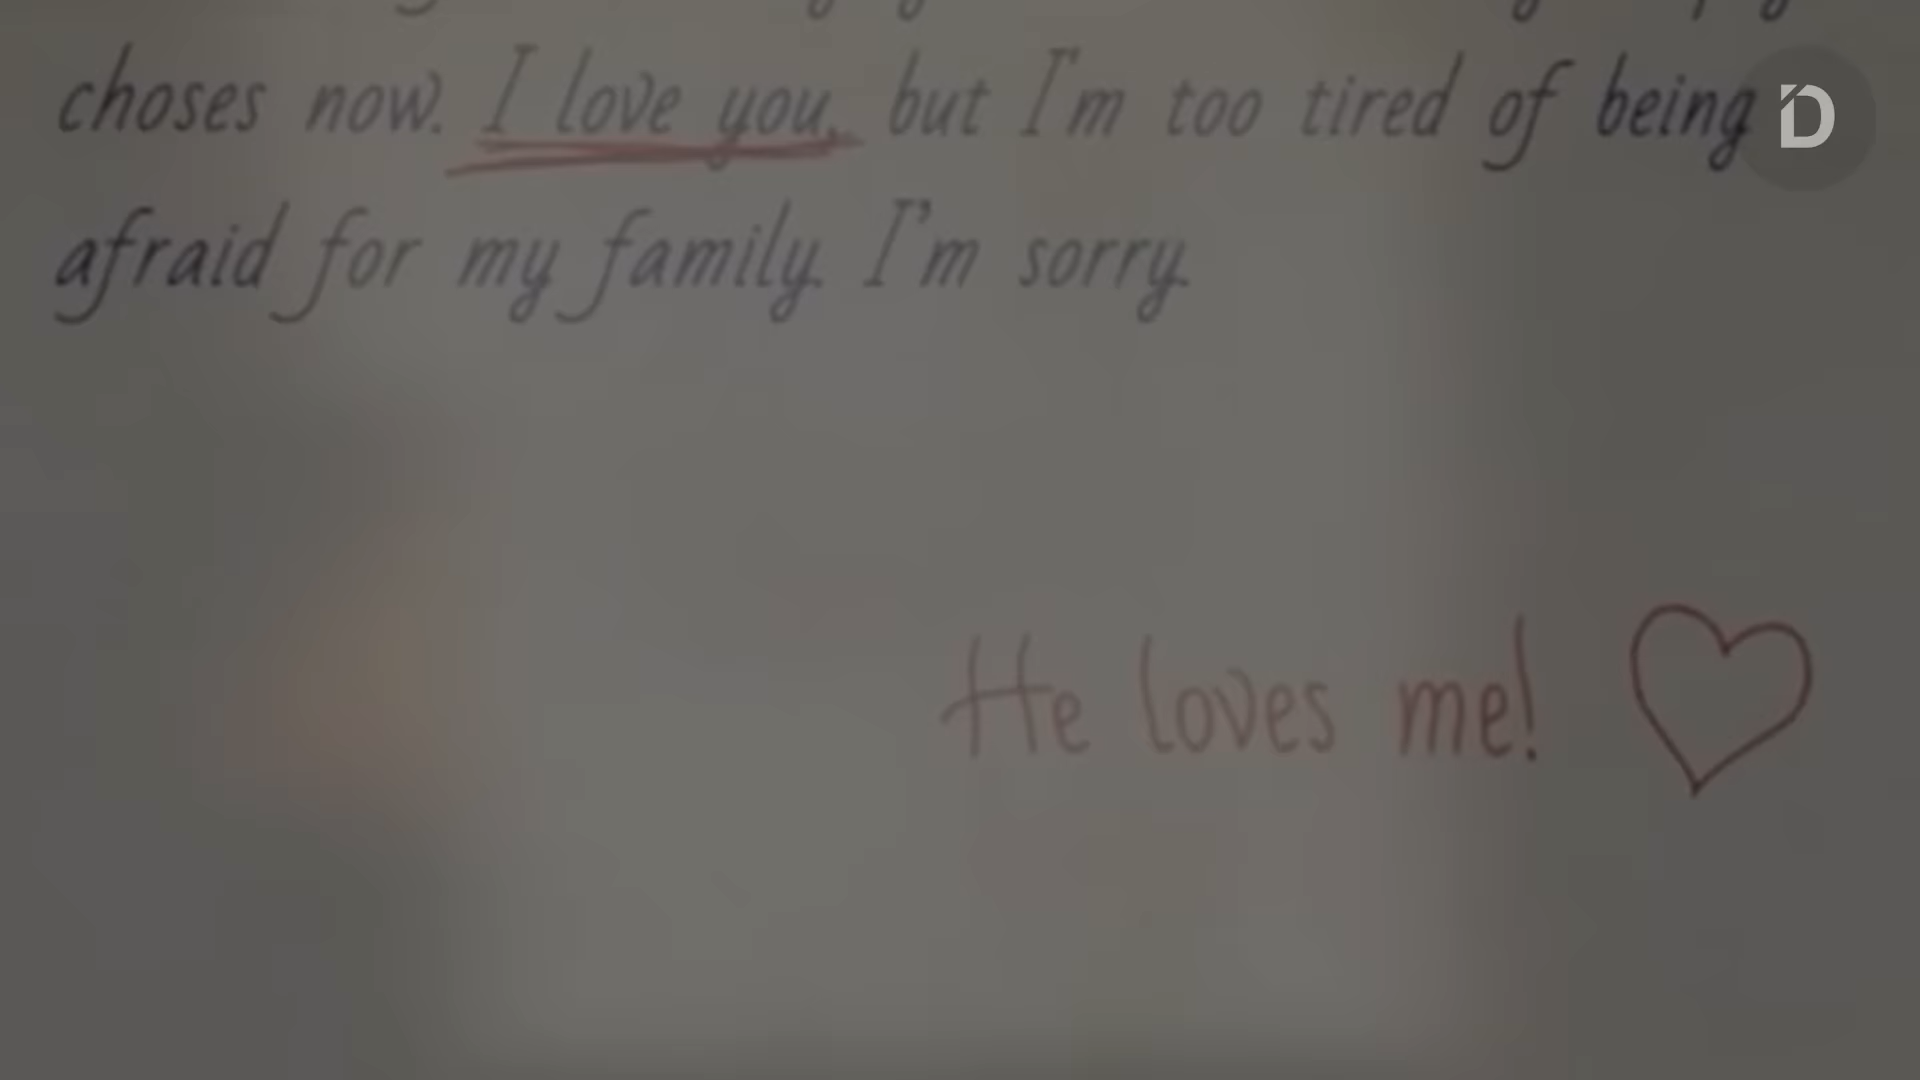 choses now. I love you, but I'm too tired of being
afraid for my family. I'm sorry.
He loves me!
D